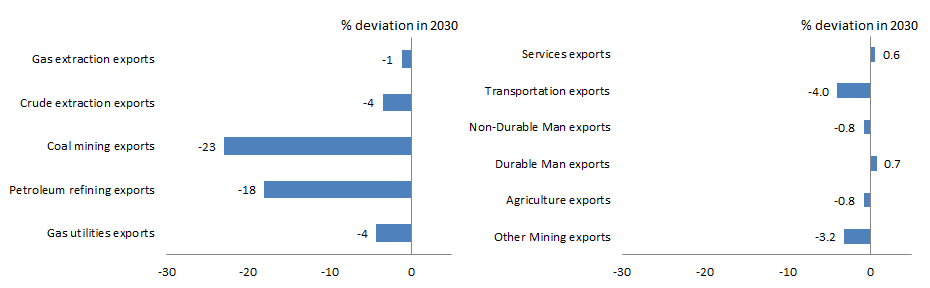 % deviation in 2030
Gas extraction exports -1
Crude extraction exports -4
Coal mining exports -23
Petroleum refining exports -18
Gas utilities exports -4
-30 -20 -10 0
% deviation in 2030
Services exports 0.6
Transportation exports -4.0
Non-Durable Man exports -0.8
Durable Man exports 0.7
Agriculture exports -0.8
Other Mining exports -3.2
-30 -20 -10 0